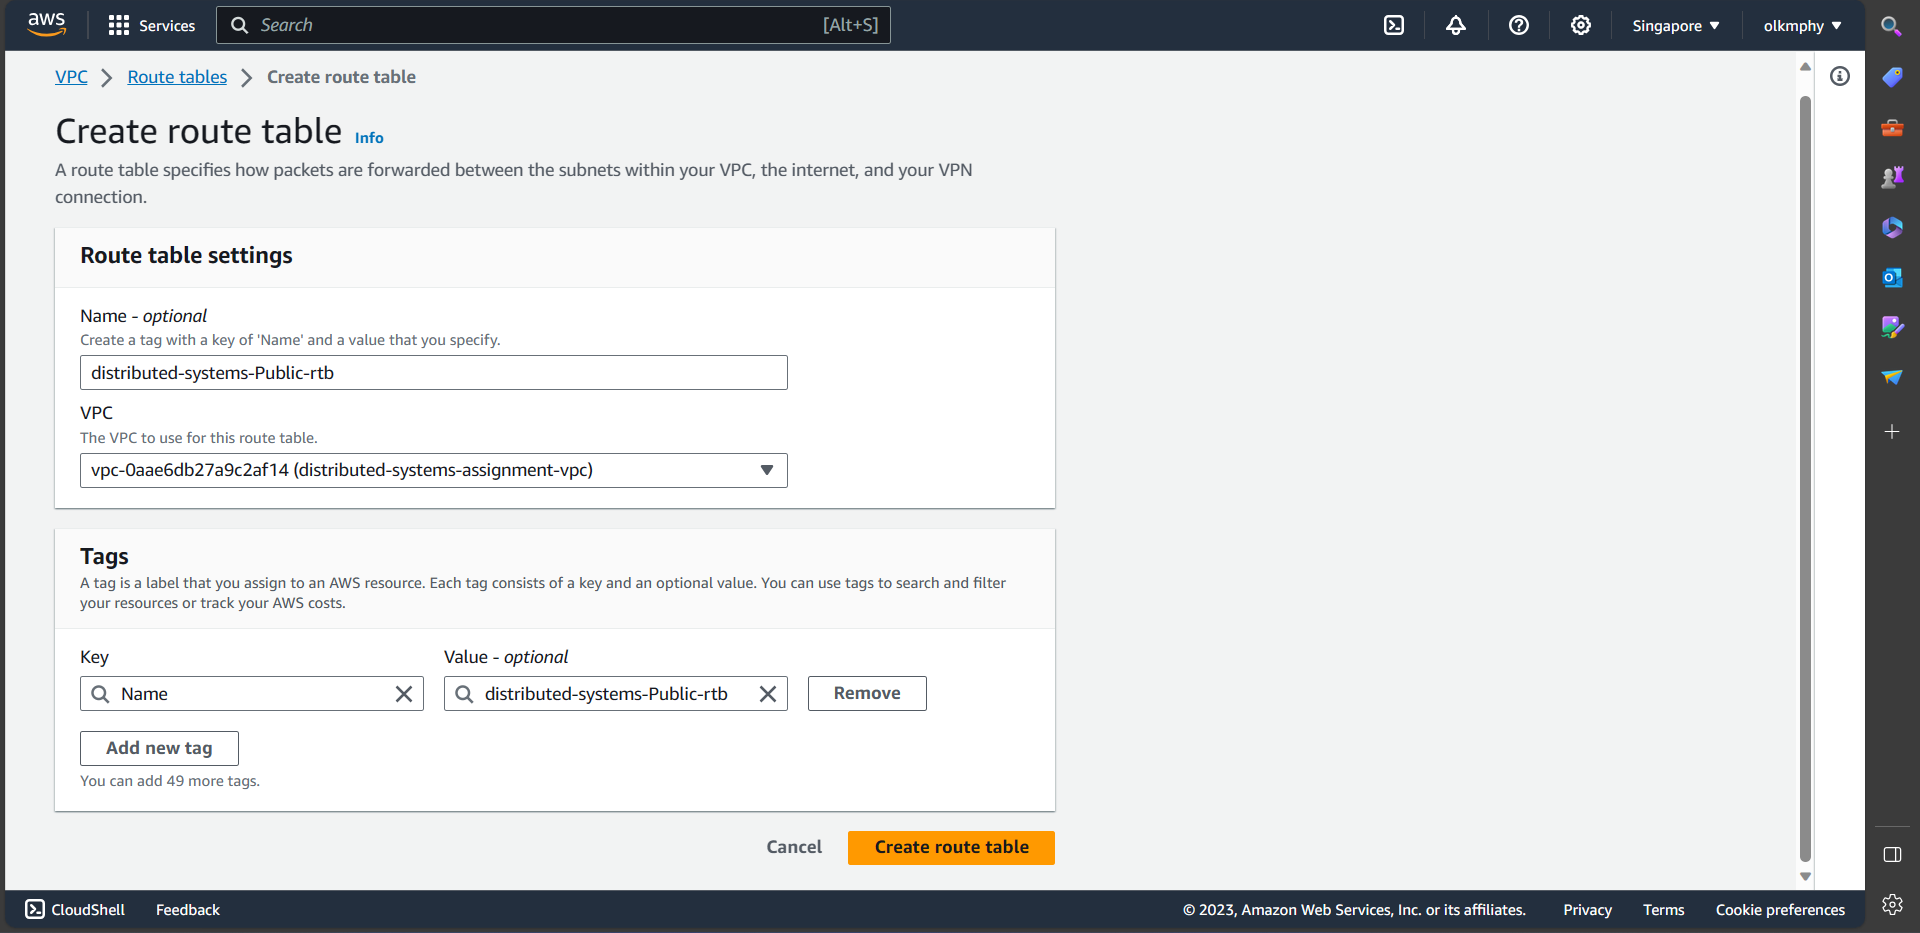 aws Services Search [Alt+S] Singapore olkmphy
VPC Route tables Create route table
Create route table Info
A route table specifies how packets are forwarded between the subnets within your VPC, the internet, and your VPN
connection.
Route table settings
Name - optional
Create a tag with a key of 'Name' and a value that you specify.
distributed-systems-Public-rtb
VPC
The VPC to use for this route table.
vpc-0aae6db27a9c2af14 (distributed-systems-assignment-vpc)
Tags
A tag is a label that you assign to an AWS resource. Each tag consists of a key and an optional value. You can use tags to search and filter
your resources or track your AWS costs.
Key Value - optional
Name distributed-systems-Public-rtb Remove
Add new tag
You can add 49 more tags.
Cancel Create route table
CloudShell Feedback © 2023, Amazon Web Services, Inc. or its affiliates. Privacy Terms Cookie preferences